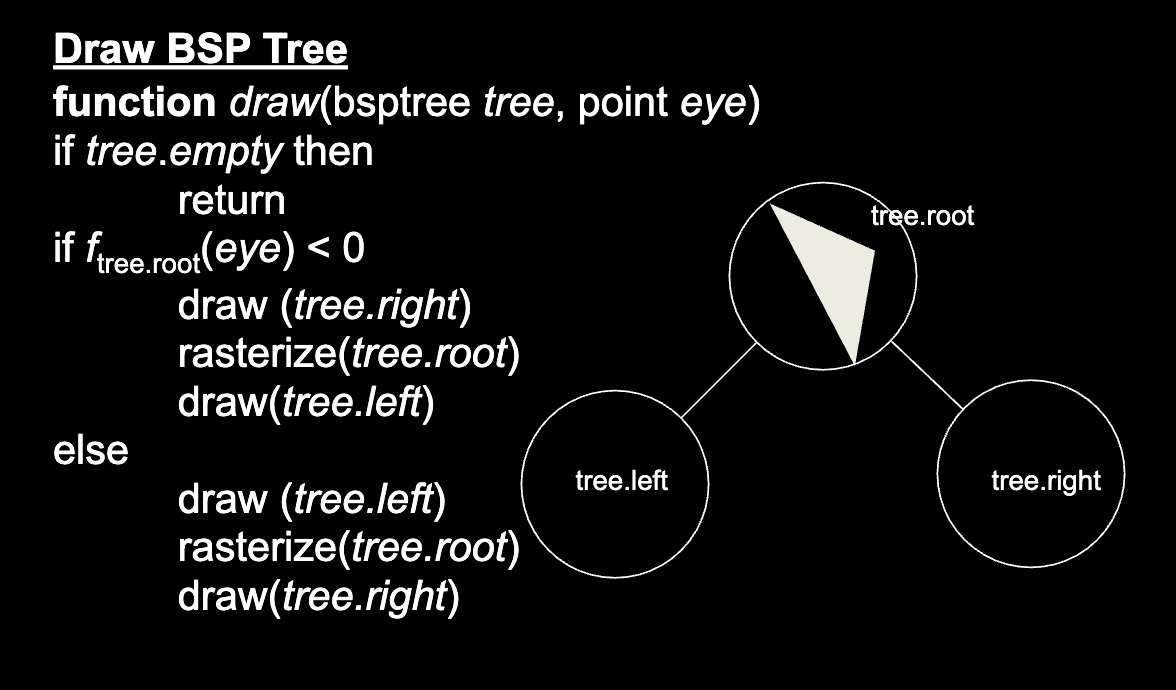 Draw BSP Tree
function draw(bsptree tree, point eye)
if tree.empty then
return
if ftree.root(eye) < 0
draw (tree.right)
rasterize(tree.root)
draw(tree.left)
else
draw (tree.left)
rasterize(tree.root)
draw(tree.right)
tree.root
tree.left
tree.right